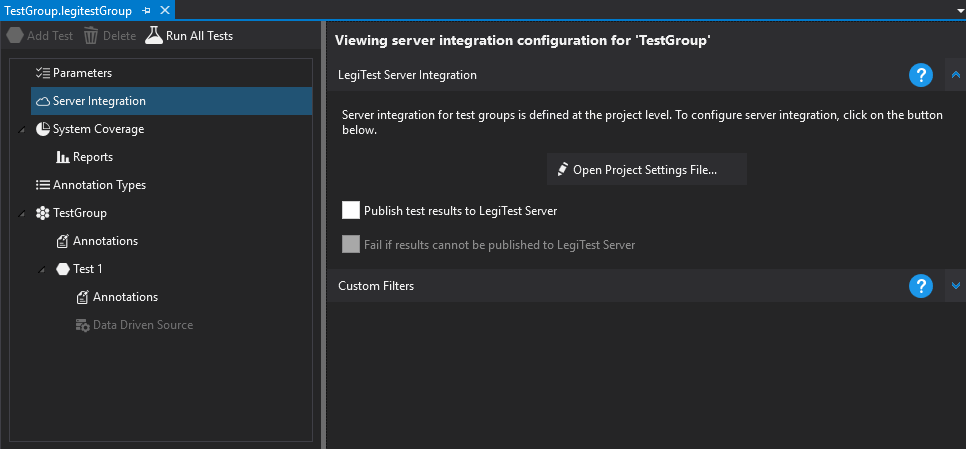 TestGroup.legitestGroup
Add Test Delete Run All Tests
Parameters
Server Integration
System Coverage
Reports
Annotation Types
TestGroup
Annotations
Test 1
Annotations
Data Driven Source
Viewing server integration configuration for 'TestGroup'
LegiTest Server Integration ?
Server integration for test groups is defined at the project level. To configure server integration, click on the button
below.
Open Project Settings File...
Publish test results to LegiTest Server
Fail if results cannot be published to LegiTest Server
Custom Filters ?